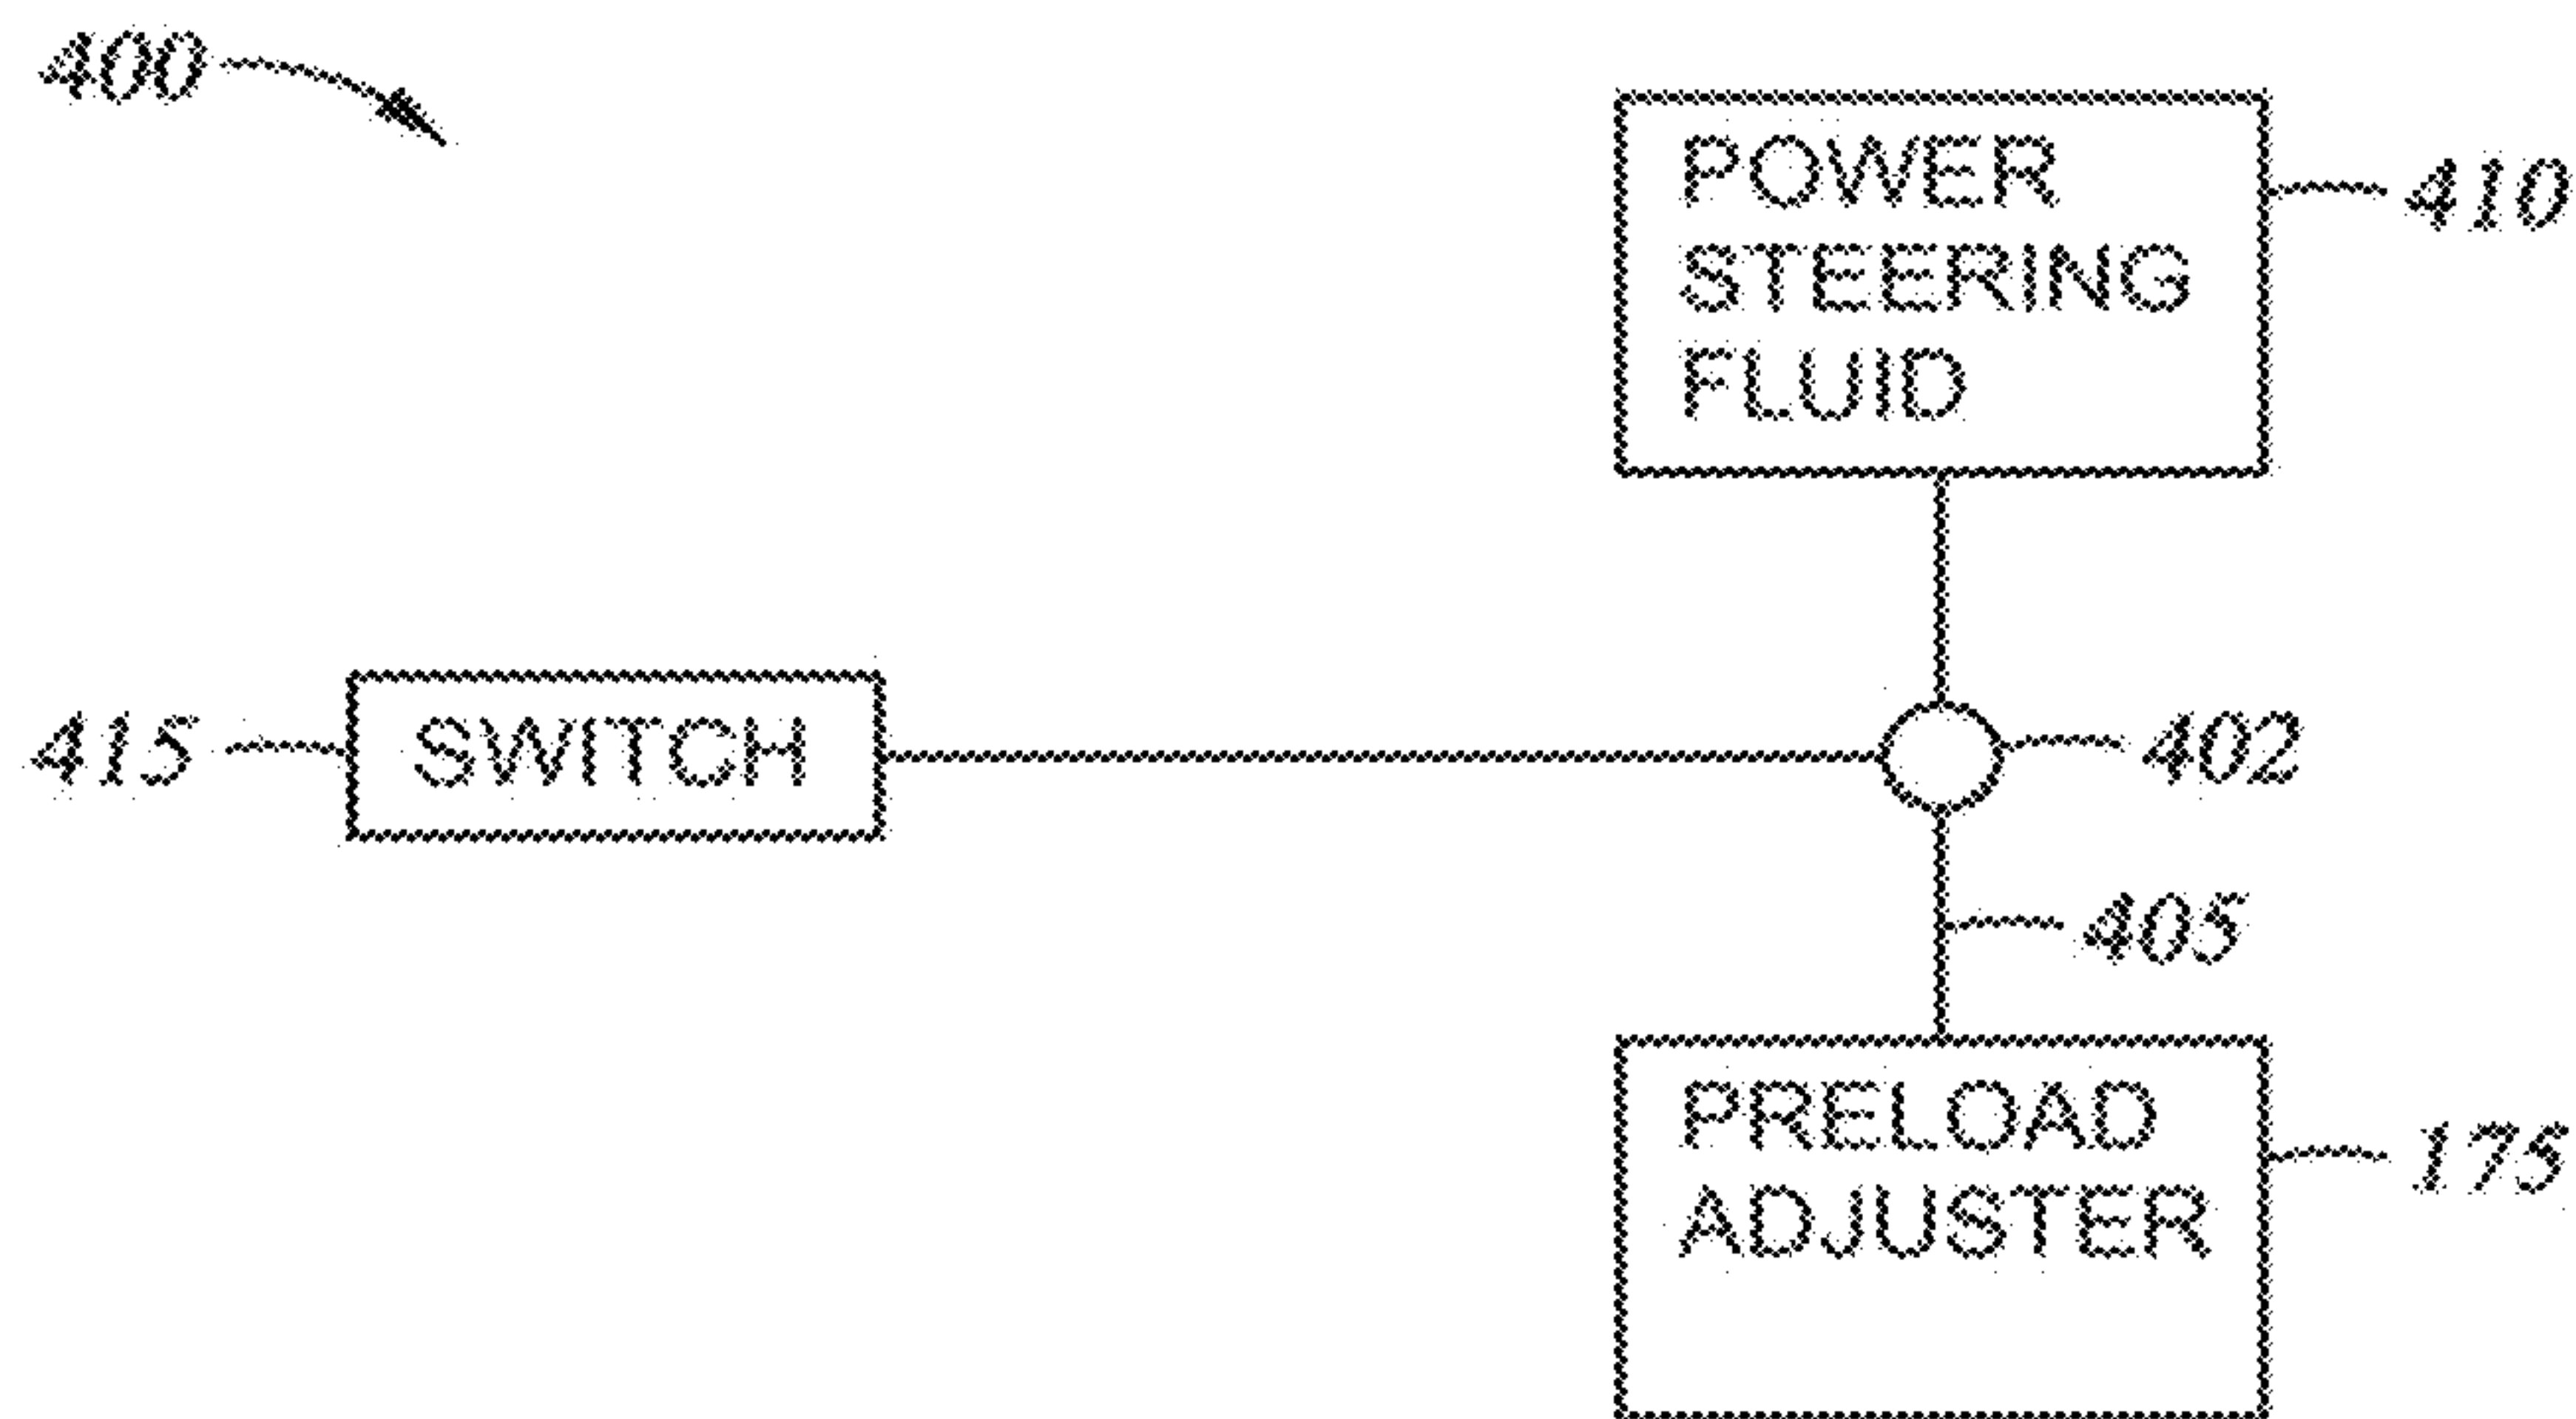 400
POWER
STEERING
FLUID
410
415
SWITCH
402
405
PRELOAD
ADJUSTER
175